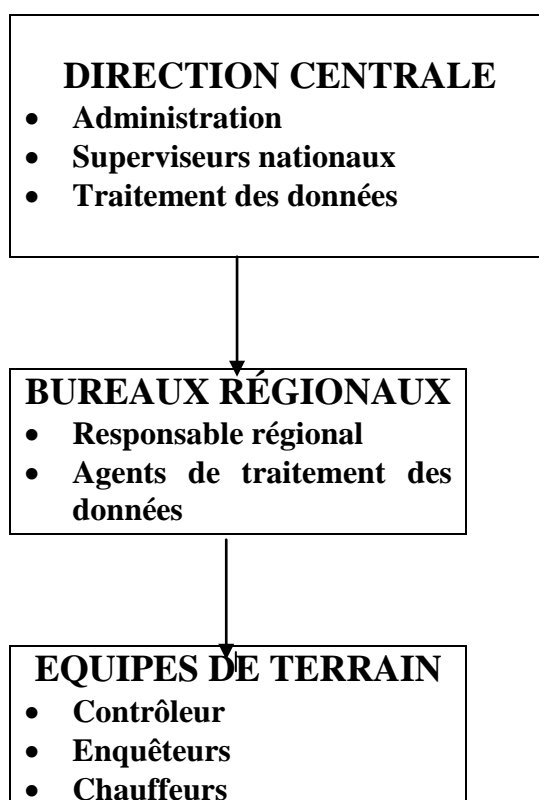 DIRECTION CENTRALE
• Administration
• Superviseurs nationaux
• Traitement des données
BUREAUX RÉGIONAUX
• Responsable régional
• Agents de traitement des
données
EQUIPES DE TERRAIN
• Contrôleur
• Enquêteurs
• Chauffeurs